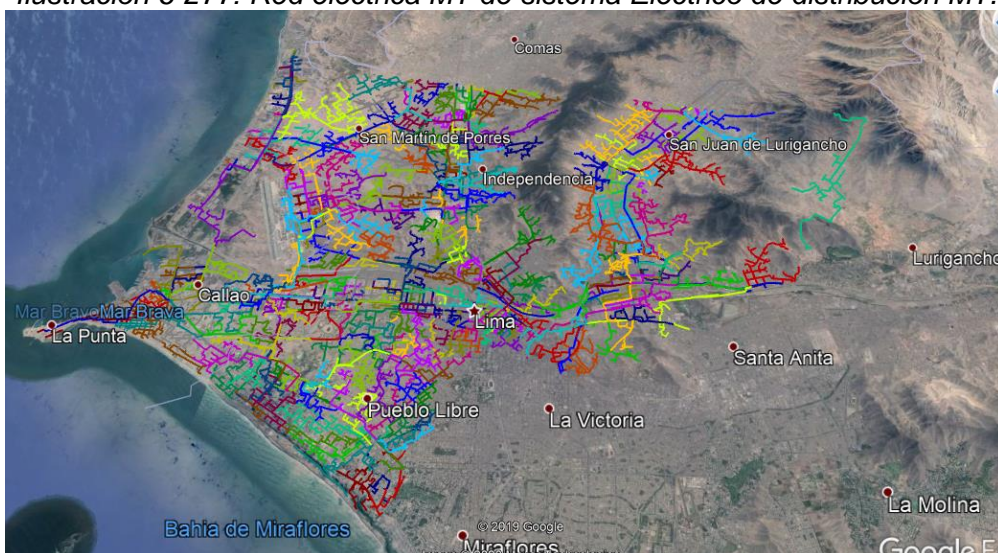 Ilustración 3 277: Red eléctrica MT de sistema Eléctrico de distribución MT.
Comas
San Martín de Porres
San Juan de Lurigancho
Independencia
Lurigancho
Callao
Mar Bravo Mar Brava
Lima
La Punta
Santa Anita
Pueblo Libre
La Victoria
La Molina
Bahia de Miraflores
© 2019 Google
Miraflores
Google E